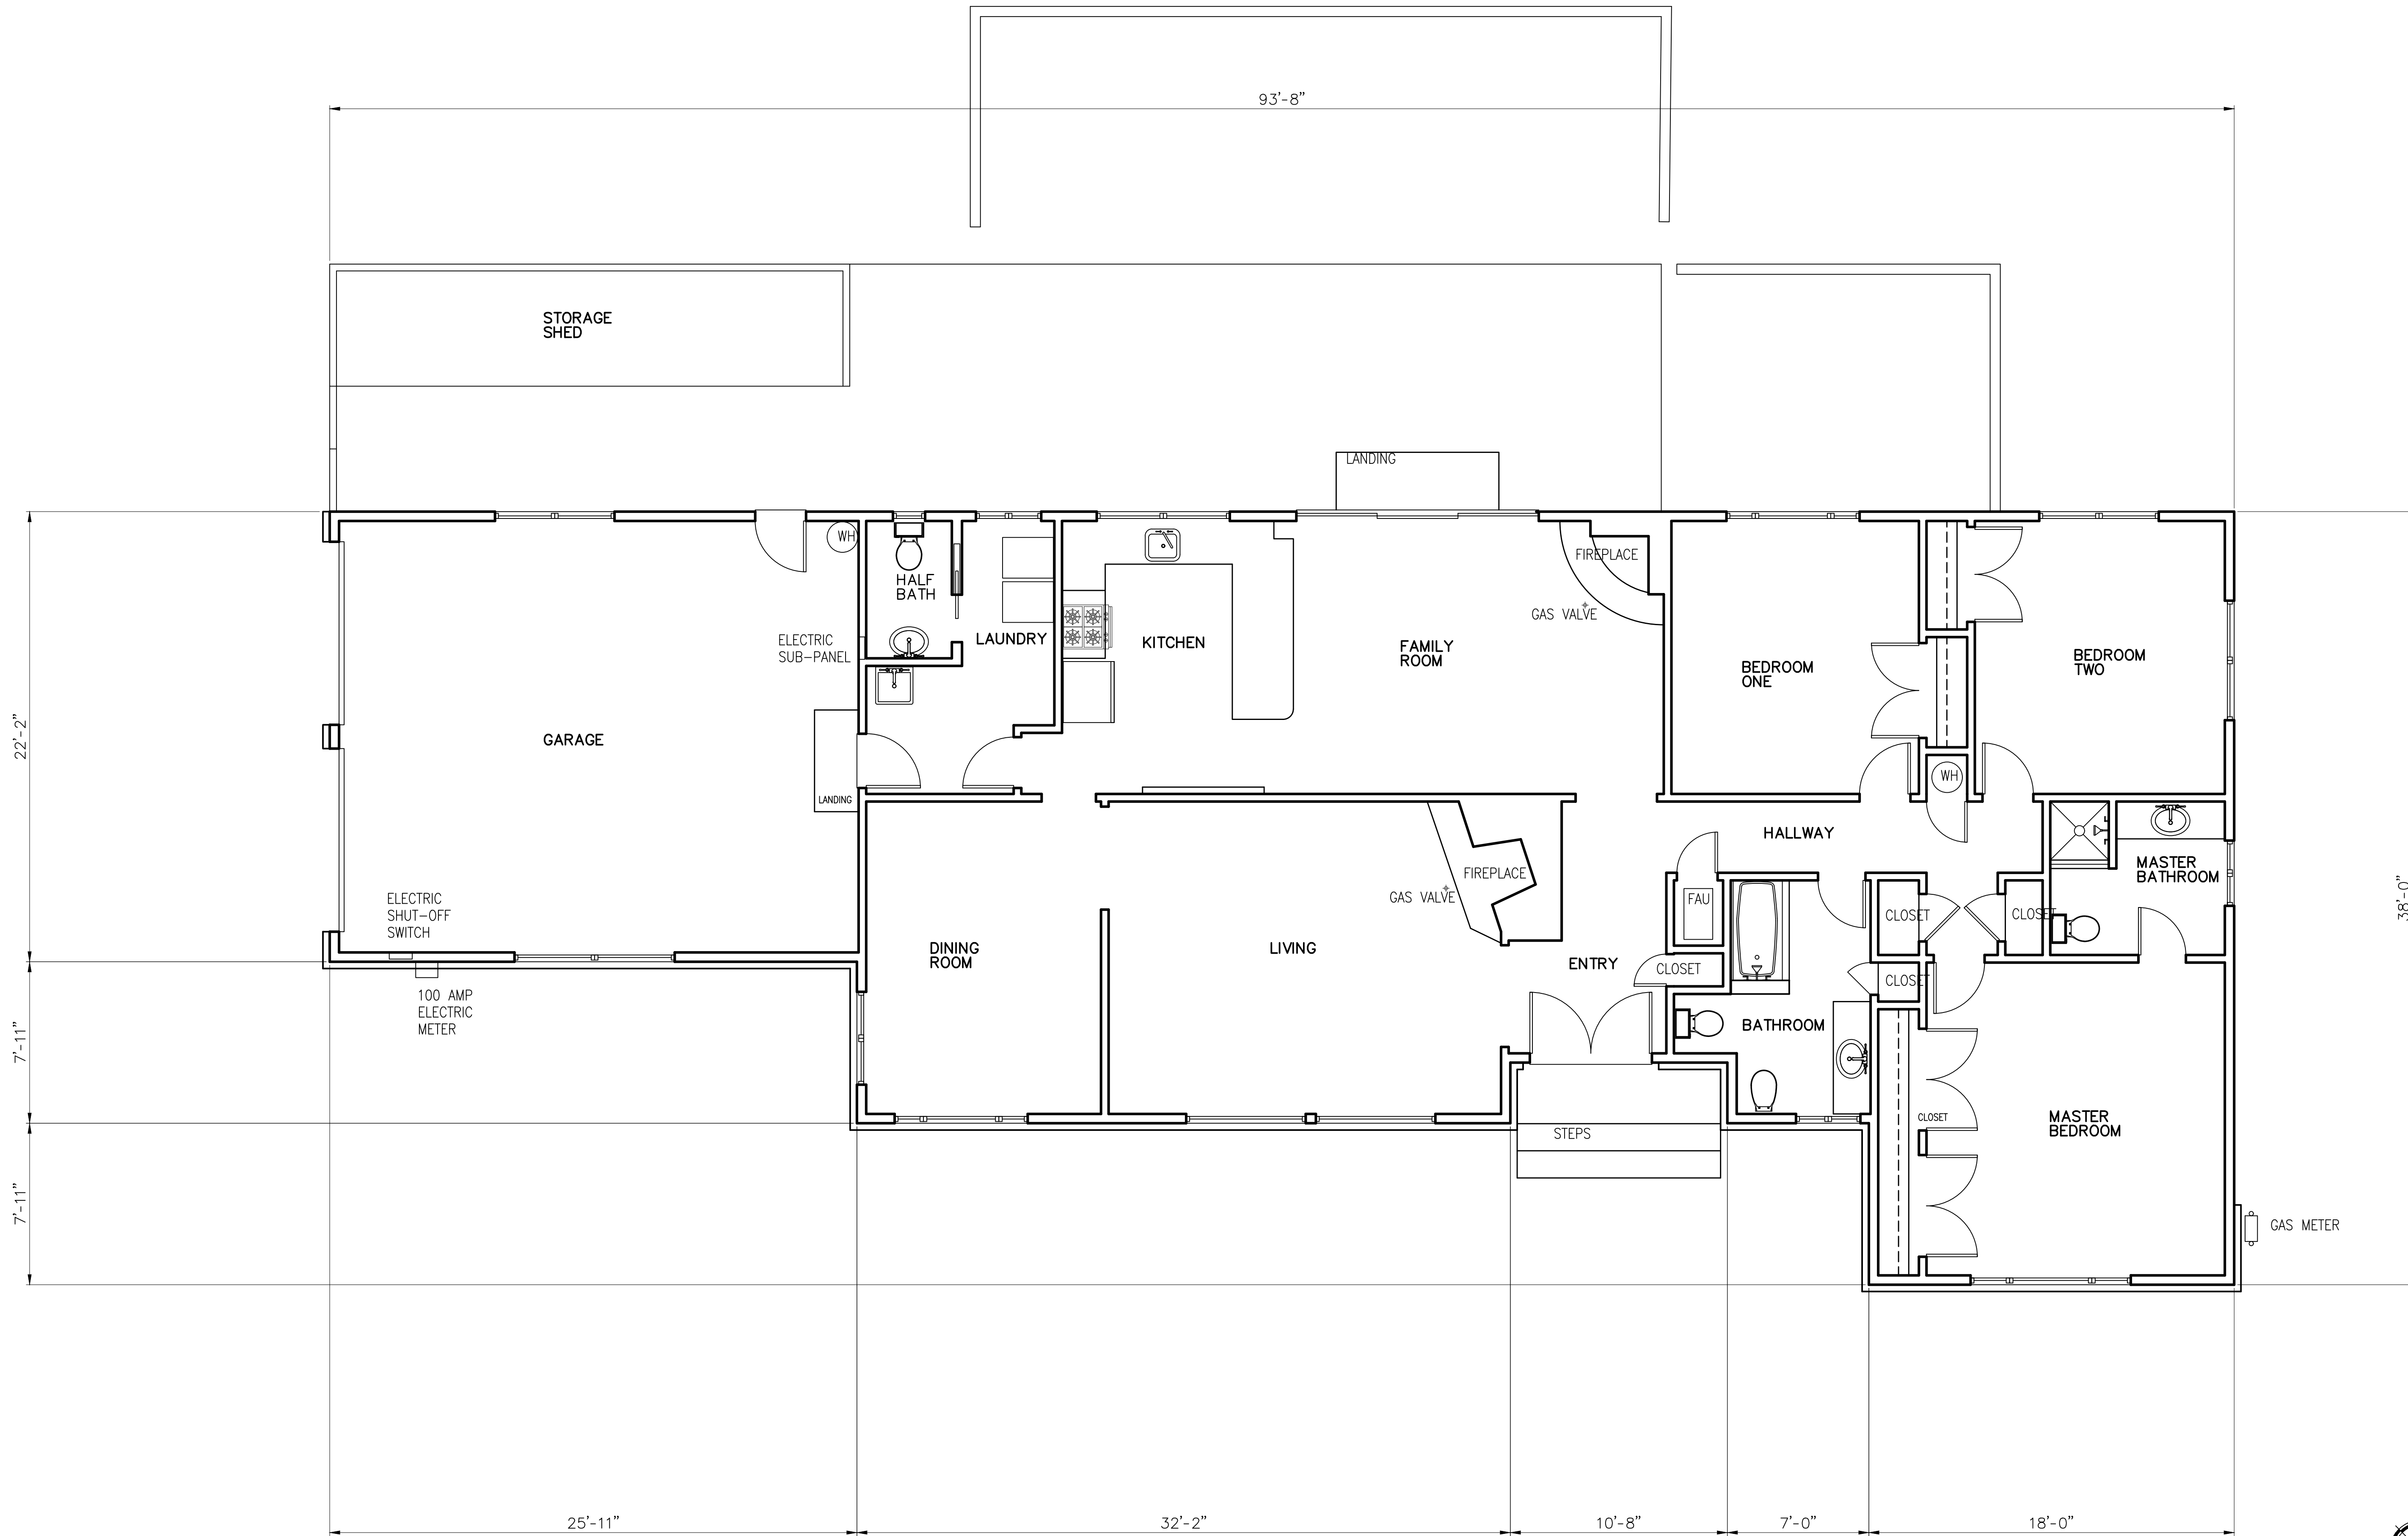 93'-8"
STORAGE
SHED
LANDING
WH
FIREPLACE
HALF
BATH
GAS VALVE
ELECTRIC
SUB-PANEL
LAUNDRY
KITCHEN
FAMILY
ROOM
BEDROOM
ONE
BEDROOM
TWO
22'-2"
GARAGE
WH
LANDING
HALLWAY
MASTER
BATHROOM
FIREPLACE
GAS VALVE
ELECTRIC
SHUT-OFF
SWITCH
FAU
CLOSET
CLOSET
38'-0"
DINING
ROOM
LIVING
ENTRY
CLOSET
CLOSET
100 AMP
ELECTRIC
METER
BATHROOM
7'-11"
CLOSET
MASTER
BEDROOM
STEPS
7'-11"
GAS METER
25'-11"
32'-2"
10'-8"
7'-0"
18'-0"